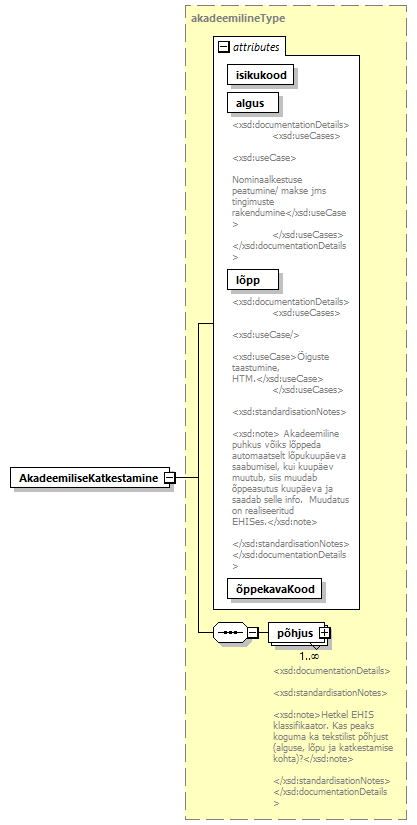 akadeemilineType
attributes
isikukood
algus
<xsd:documentationDetails>
<xsd:useCases>
<xsd:useCase>
Nominaalkestuse
peatumine/ makse jms
tingimuste
rakendumine</xsd:useCase
>
</xsd:useCases>
</xsd:documentationDetails
>
lõpp
<xsd:documentationDetails>
<xsd:useCases>
<xsd:useCase/>
<xsd:useCase>Õiguste
taastumine,
HTM.</xsd:useCase>
</xsd:useCases>
<xsd:standardisationNotes>
<xsd:note> Akadeemiline
puhkus võiks lõppeda
automaatselt lõpukuupäeva
saabumisel, kui kuupäev
muutub, siis muudab
õppeasutus kuupäeva ja
saadab selle info.  Muudatus
on realiseeritud
EHISes.</xsd:note>
</xsd:standardisationNotes>
</xsd:documentationDetails
>
AkadeemiliseKatkestamine
õppekavaKood
põhjus
1..∞
<xsd:documentationDetails>
<xsd:standardisationNotes>
<xsd:note>Hetkel EHIS
klassifikaator. Kas peaks
koguma ka tekstilist põhjust
(alguse, lõpu ja katkestamise
kohta)?</xsd:note>
</xsd:standardisationNotes>
</xsd:documentationDetails
>